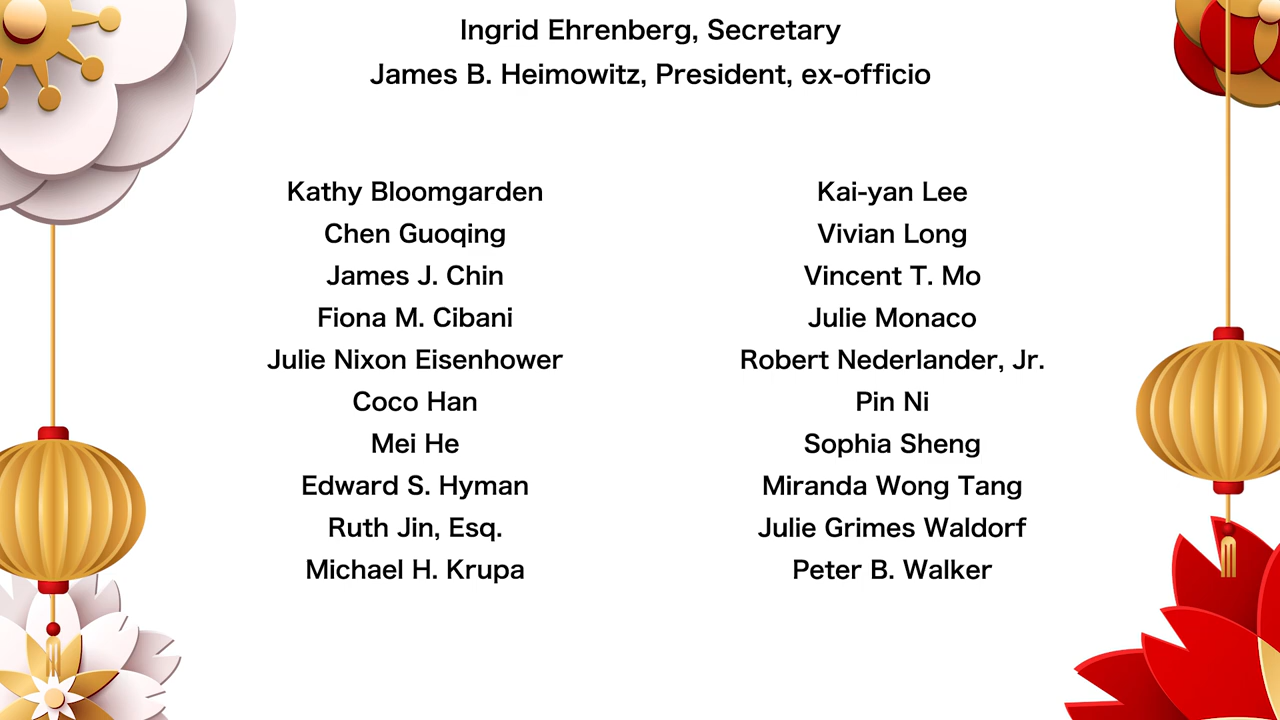 Ingrid Ehrenberg, Secretary
James B. Heimowitz, President, ex-officio
Kathy Bloomgarden
Chen Guoqing
James J. Chin
Fiona M. Cibani
Julie Nixon Eisenhower
Coco Han
Mei He
Edward S. Hyman
Ruth Jin, Esq.
Michael H. Krupa
Kai-yan Lee
Vivian Long
Vincent T. Mo
Julie Monaco
Robert Nederlander, Jr.
Pin Ni
Sophia Sheng
Miranda Wong Tang
Julie Grimes Waldorf
Peter B. Walker